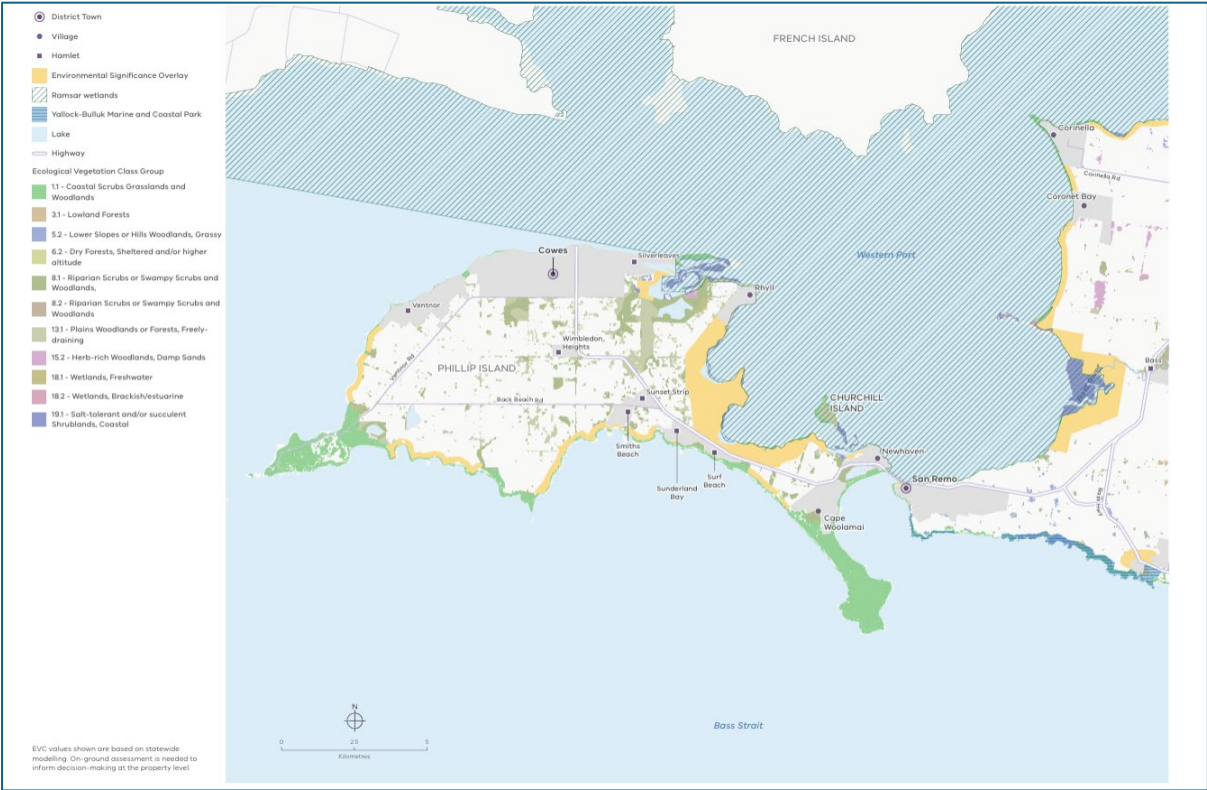 District Town
Village
Hamlet
Environmental Significance Overlay
Ramsar wetlands
Yallock-Bulluk Marine and Coastal Park
Lake
Highway
Ecological Vegetation Class Group
1.1 - Coastal Scrubs Grasslands and
Woodlands
3.1 - Lowland Forests
5.2 - Lower Slopes or Hills Woodlands, Grassy
6.2 - Dry Forests, Sheltered and/or higher
altitude
8.1 - Riparian Scrubs or Swampy Scrubs and
Woodlands,
8.2 - Riparian Scrubs or Swampy Scrubs and
Woodlands
13.1 - Plains Woodlands or Forests, Freely-
draining
15.2 - Herb-rich Woodlands, Damp Sands
18.1 - Wetlands, Freshwater
18.2 - Wetlands, Brackish/estuarine
19.1 - Salt-tolerant and/or succulent
Shrublands, Coastal
EVC values shown are based on statewide
modelling. On-ground assessment is needed to
inform decision-making at the property level
FRENCH ISLAND
Corinella
Corinella Rd
Coronet Bay
Western Port
Cowes
Silverleaves
Rhyll
Ventnor
Ventnor Rd
Wimbledon
Heights
PHILLIP ISLAND
Back Beach Rd
Sunset Strip
Smiths
Beach
Sunderland
Bay
Surf
Beach
CHURCHILL
ISLAND
Newhaven
San Remo
Cape
Woolamai
Bass
Bass Hwy
Bass Strait
N
0 2.5 5
Kilometres